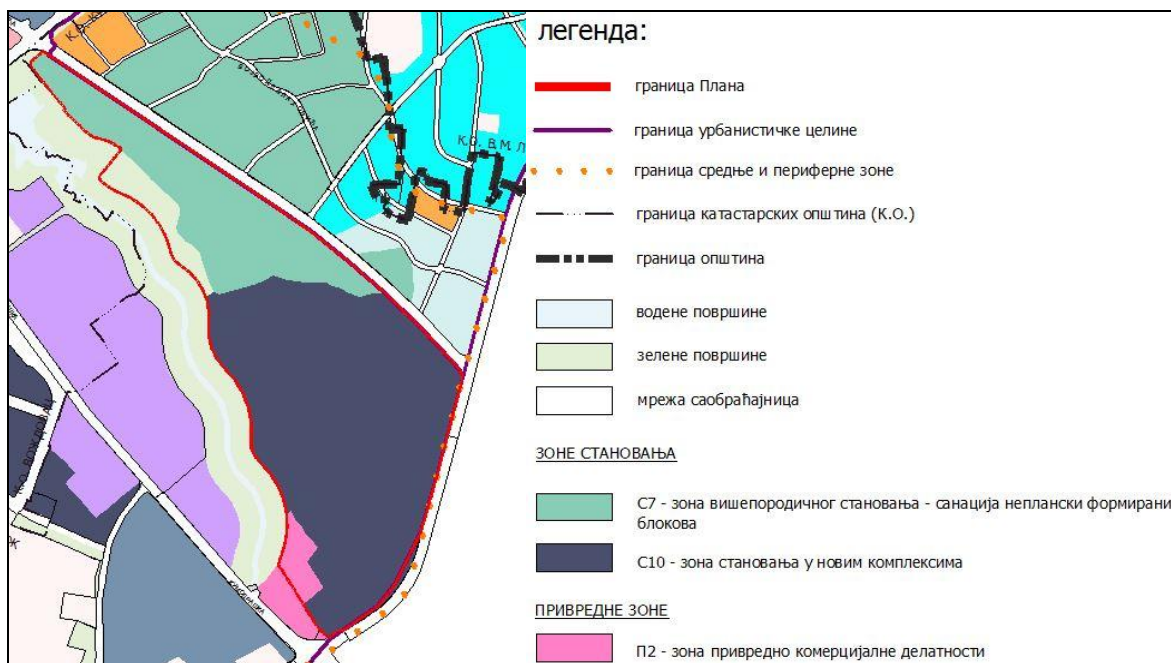 легенда:
граница Плана
граница урбанистичке целине
граница средње и периферне зоне
граница катастарских општина (К.О.)
граница општина
водене површине
зелене површине
мрежа саобраћајница
ЗОНЕ СТАНОВАЊА
С7 - зона вишепородичног становања - санација непланских формирани
блокова
С10 - зона становања у новим комплексима
ПРИВРЕДНЕ ЗОНЕ
П2 - зона привредно комерцијалне делатности
К.О. В.М. Л
К.О. ВОЖДОВАЦ